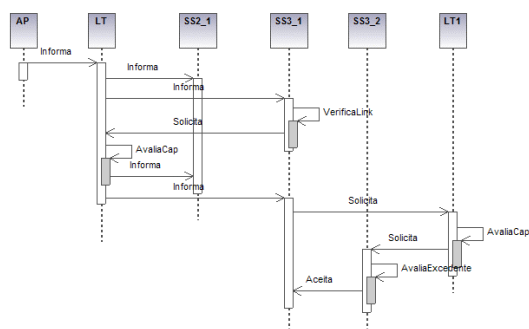 AP LT SS2_1 SS3_1 SS3_2 LT1
Informa
Informa
Informa
VerificaLink
Solicita
AvaliaCap
Informa
Informa
Solicita
AvaliaCap
Solicita
AvaliaExcedente
Aceita